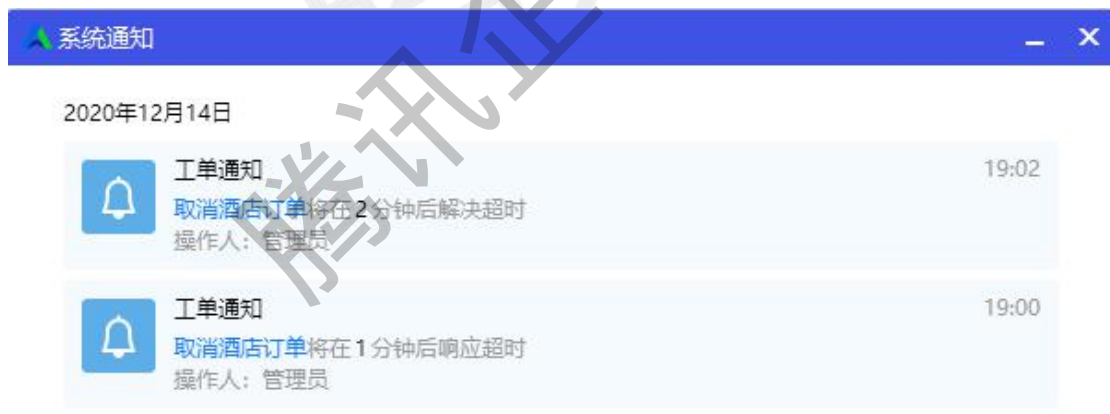 系统通知
2020年12月14日
工单通知 19:02
取消酒店订单将在2分钟后解决超时
操作人：管理员
工单通知 19:00
取消酒店订单将在1分钟后响应超时
操作人：管理员
腾讯企